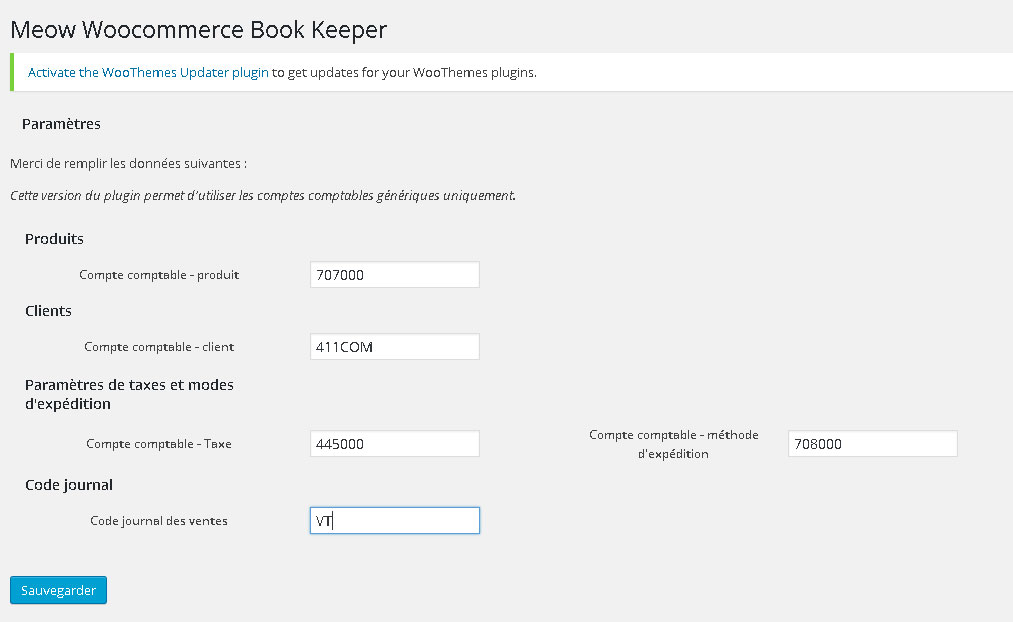 Meow Woocommerce Book Keeper
Activate the WooThemes Updater plugin to get updates for your WooThemes plugins.
Paramètres
Merci de remplir les données suivantes :
Cette version du plugin permet d'utiliser les comptes comptables génériques uniquement.
Produits
Compte comptable - produit 707000
Clients
Compte comptable - client 411COM
Paramètres de taxes et modes
d'expédition
Compte comptable - Taxe 445000
Compte comptable - méthode
d'expédition 708000
Code journal
Code journal des ventes VT
Sauvegarder